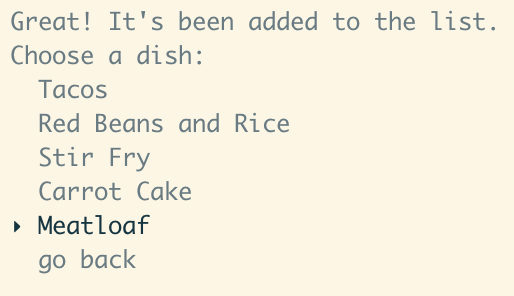 Great! It's been added to the list.
Choose a dish:
Tacos
Red Beans and Rice
Stir Fry
Carrot Cake
▸ Meatloaf
go back